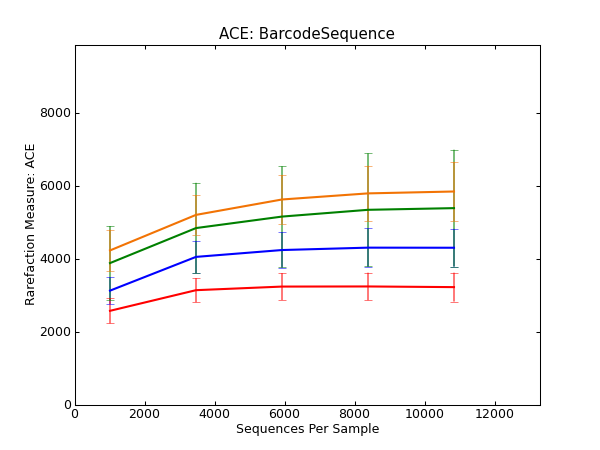 ACE: BarcodeSequence
Rarefaction Measure: ACE
8000
6000
4000
2000
0
0 2000 4000 6000 8000 10000 12000
Sequences Per Sample